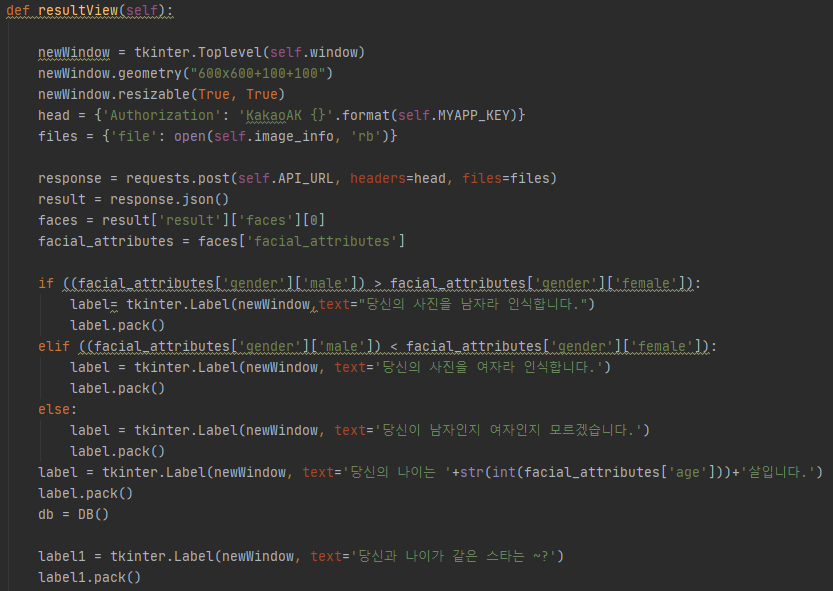 def resultView(self):
newWindow = tkinter.Toplevel(self.window)
newWindow.geometry("600x600+100+100")
newWindow.resizable(True, True)
head = {'Authorization': 'KakaoAK {}'.format(self.MYAPP_KEY)}
files = {'file': open(self.image_info, 'rb')}
response = requests.post(self.API_URL, headers=head, files=files)
result = response.json()
faces = result['result']['faces'][0]
facial_attributes = faces['facial_attributes']
if ((facial_attributes['gender']['male']) > facial_attributes['gender']['female']):
label= tkinter.Label(newWindow,text="당신의 사진을 남자라 인식합니다.")
label.pack()
elif ((facial_attributes['gender']['male']) < facial_attributes['gender']['female']):
label = tkinter.Label(newWindow, text='당신의 사진을 여자라 인식합니다.')
label.pack()
else:
label = tkinter.Label(newWindow, text='당신이 남자인지 여자인지 모르겠습니다.')
label.pack()
label = tkinter.Label(newWindow, text='당신의 나이는 '+str(int(facial_attributes['age']))+'살입니다.')
label.pack()
db = DB()
label1 = tkinter.Label(newWindow, text='당신과 나이가 같은 스타는 ~?')
label1.pack()